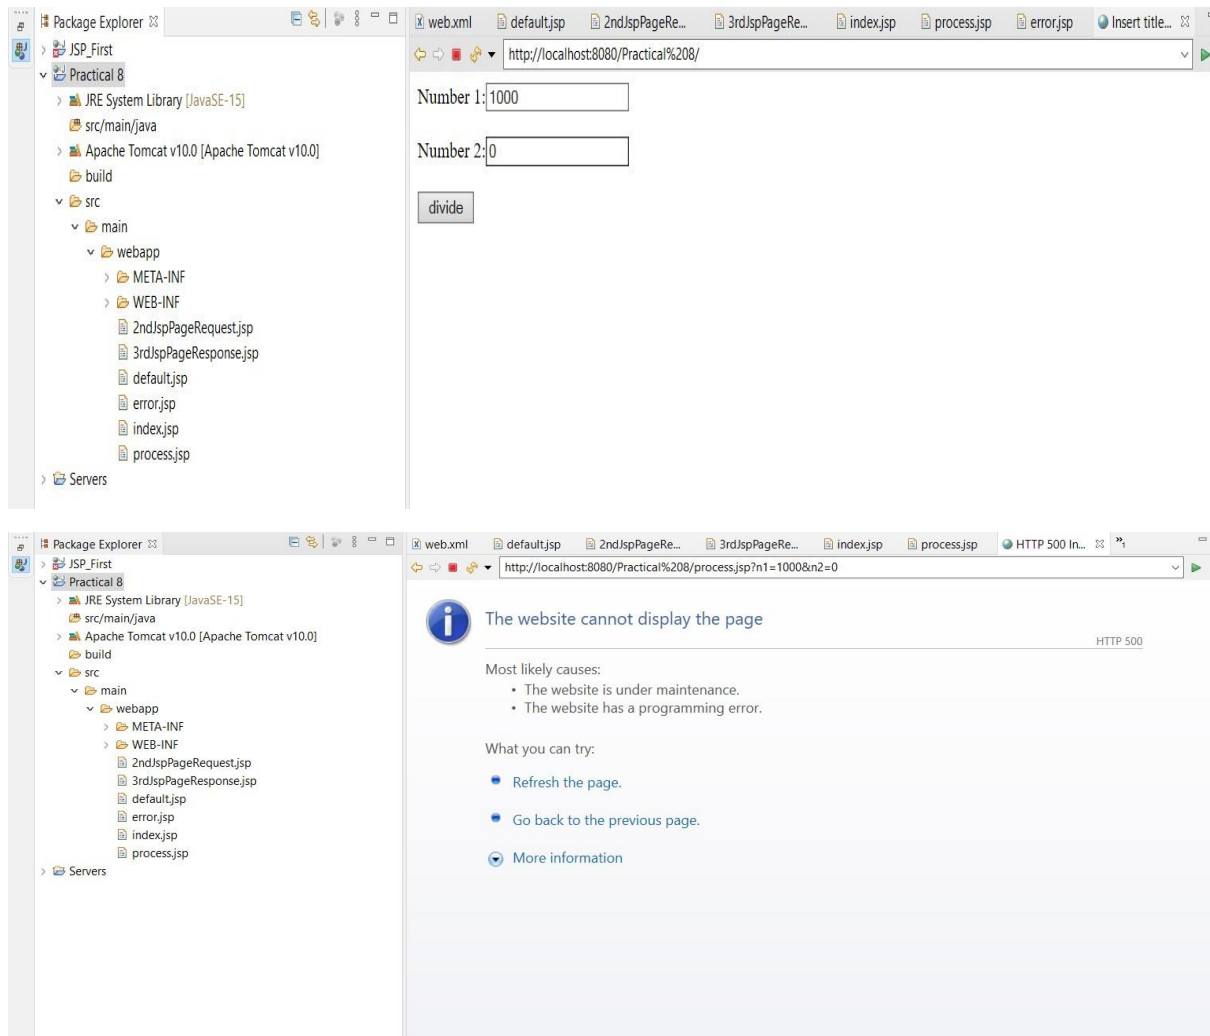 Package Explorer
JSP_First
Practical 8
JRE System Library [JavaSE-15]
src/main/java
Apache Tomcat v10.0 [Apache Tomcat v10.0]
build
src
main
webapp
META-INF
WEB-INF
2ndJspPageRequest.jsp
3rdJspPageResponse.jsp
default.jsp
error.jsp
index.jsp
process.jsp
Servers
web.xml default.jsp 2ndJspPageRe... 3rdJspPageRe... index.jsp process.jsp error.jsp Insert title...
http://localhost:8080/Practical%208/
Number 1: 1000
Number 2: 0
divide
Package Explorer
JSP_First
Practical 8
JRE System Library [JavaSE-15]
src/main/java
Apache Tomcat v10.0 [Apache Tomcat v10.0]
build
src
main
webapp
META-INF
WEB-INF
2ndJspPageRequest.jsp
3rdJspPageResponse.jsp
default.jsp
error.jsp
index.jsp
process.jsp
Servers
web.xml default.jsp 2ndJspPageRe... 3rdJspPageRe... index.jsp process.jsp HTTP 500 In... »1
http://localhost:8080/Practical%208/process.jsp?n1=1000&n2=0
The website cannot display the page
HTTP 500
Most likely causes:
• The website is under maintenance.
• The website has a programming error.
What you can try:
Refresh the page.
Go back to the previous page.
More information